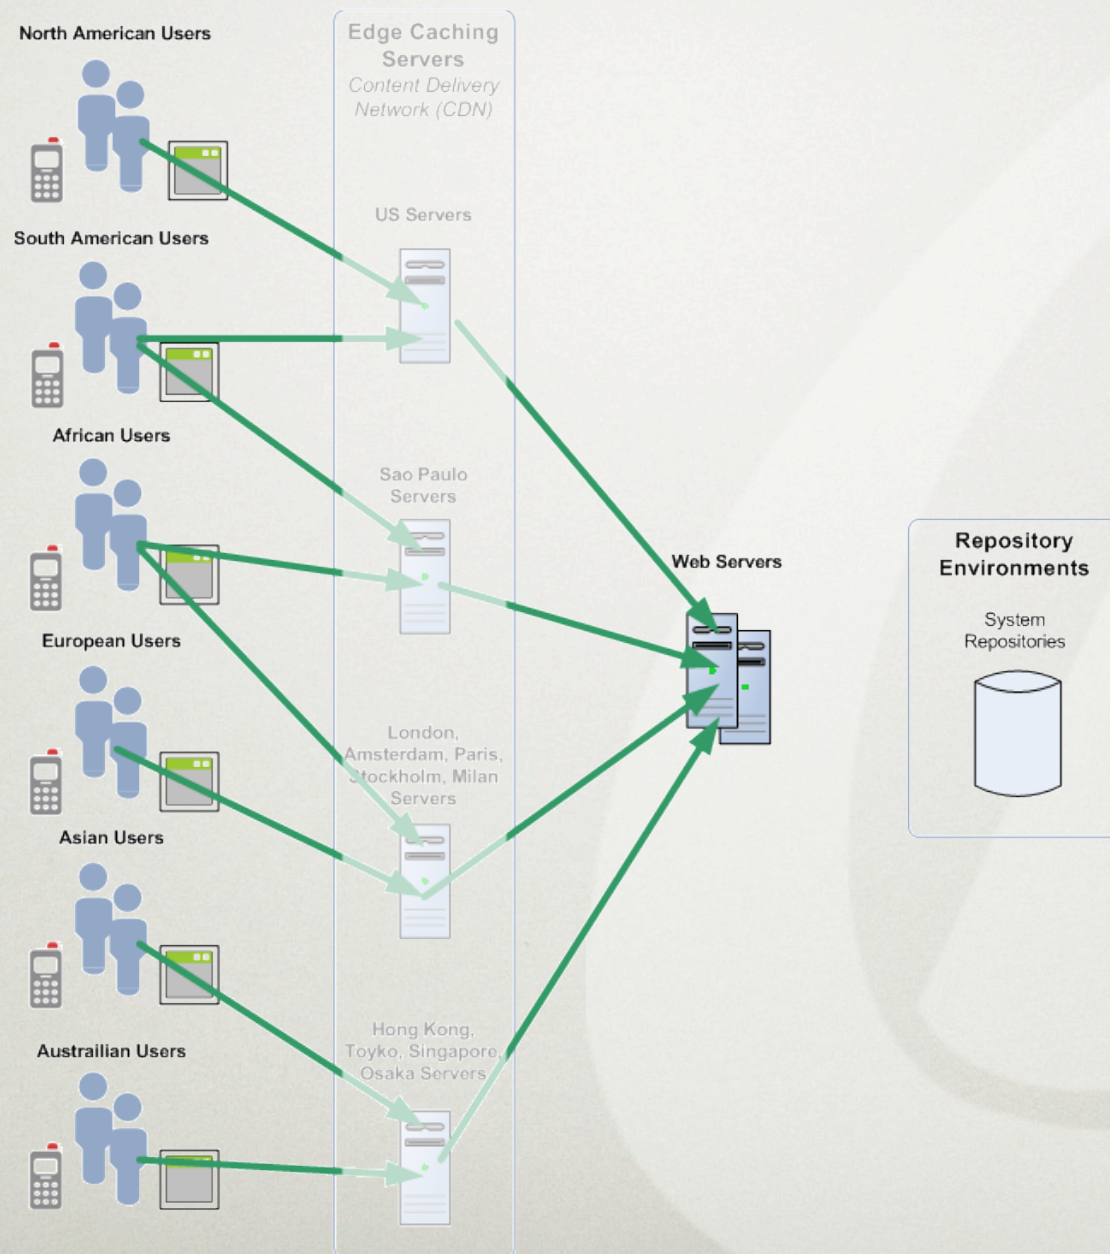 North American Users
South American Users
African Users
European Users
Asian Users
Austrailian Users
Edge Caching
Servers
Content Delivery
Network (CDN)
US Servers
Sao Paulo
Servers
London,
Amsterdam, Paris,
Stockholm, Milan
Servers
Hong Kong,
Toyko, Singapore,
Osaka Servers
Web Servers
Repository
Environments
System
Repositories